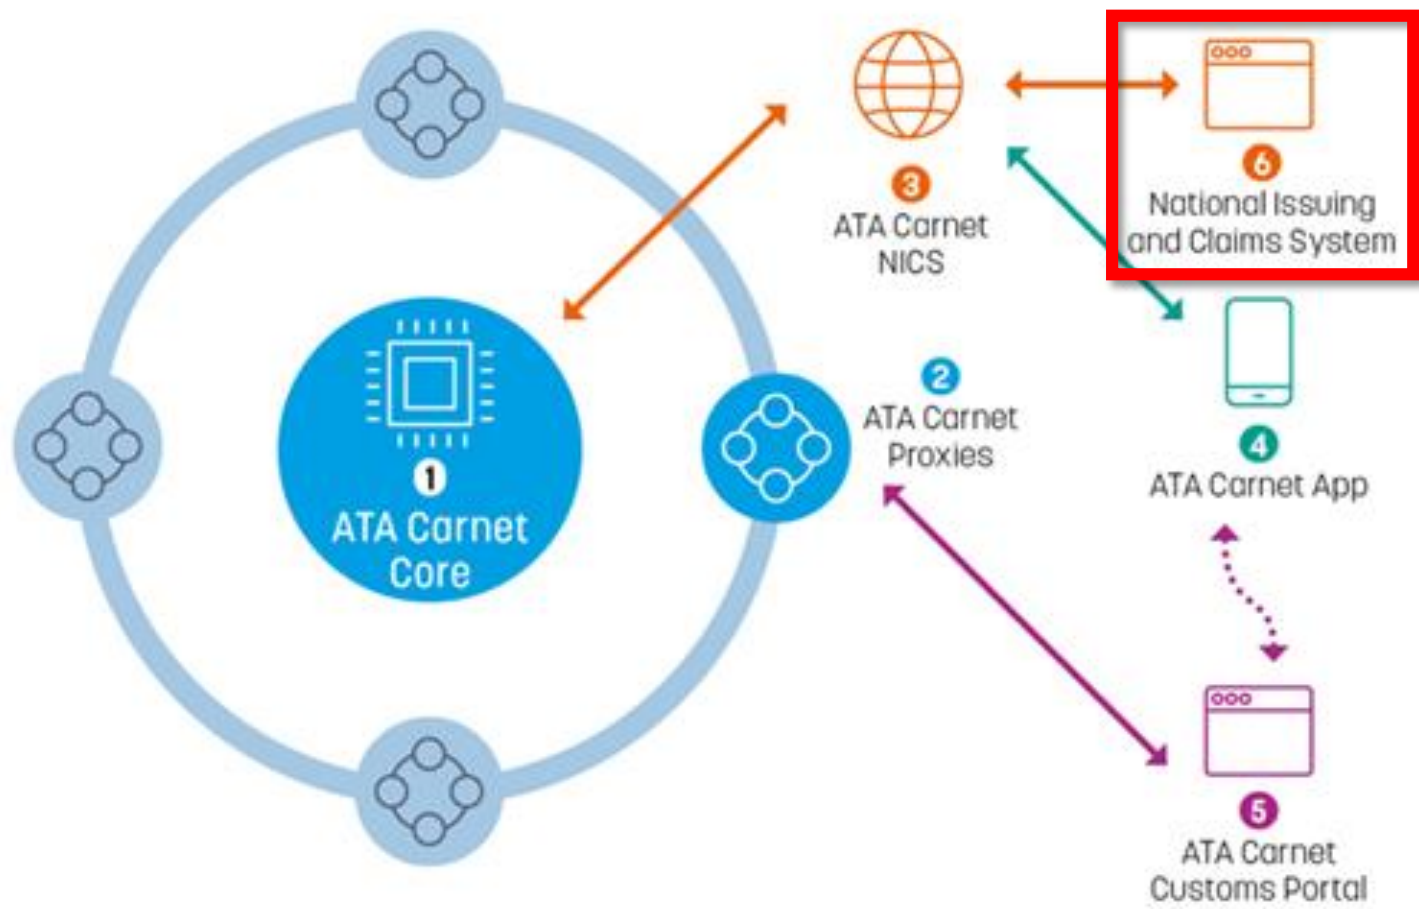 3
ATA Carnet
NICS
6
National Issuing
and Claims System
2
ATA Carnet
Proxies
4
ATA Carnet App
1
ATA Carnet
Core
5
ATA Carnet
Customs Portal